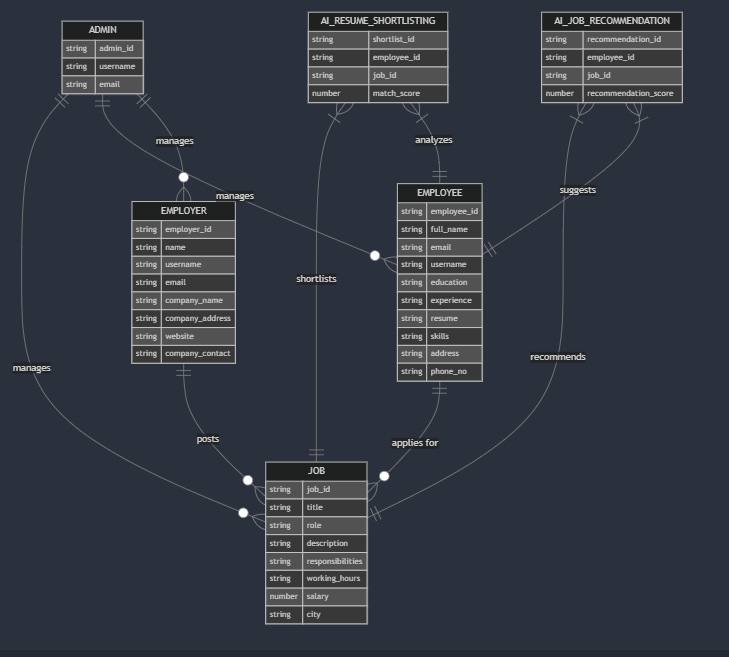 ADMIN
string admin_id
string username
string email
AI_RESUME_SHORTLISTING
string shortlist_id
string employee_id
string job_id
number match_score
AI_JOB_RECOMMENDATION
string recommendation_id
string employee_id
string job_id
number recommendation_score
manages
analyzes
manages
suggests
EMPLOYER
string employer_id
string name
string username
string email
string company_name
string company_address
string website
string company_contact
EMPLOYEE
string employee_id
string full_name
string email
string username
string education
string experience
string resume
string skills
string address
string phone_no
shortlists
manages
recommends
posts
applies for
JOB
string job_id
string title
string role
string description
string responsibilities
string working_hours
number salary
string city